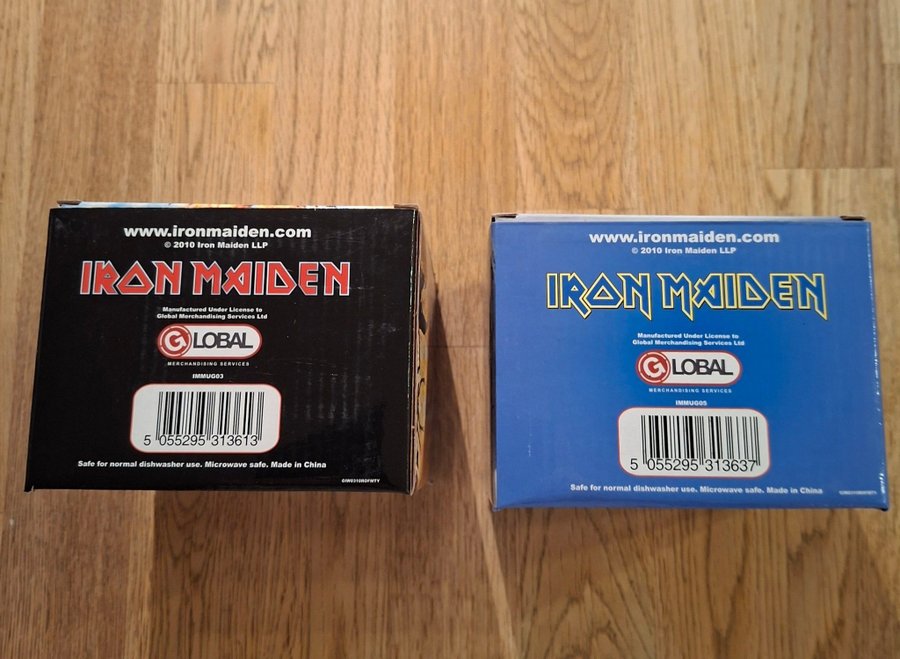 www.ironmaiden.com
© 2010 Iron Maiden LLP
IRON MAIDEN
Manufactured Under License to
Global Merchandising Services Ltd
GLOBAL
MERCHANDISING SERVICES
IMMUG03
5 055295 313613
Safe for normal dishwasher use. Microwave safe. Made in China
www.ironmaiden.com
© 2010 Iron Maiden LLP
IRON MAIDEN
Manufactured Under License to
Global Merchandising Services Ltd
GLOBAL
MERCHANDISING SERVICES
IMMUG05
5 055295 313637
Safe for normal dishwasher use. Microwave safe. Made in China